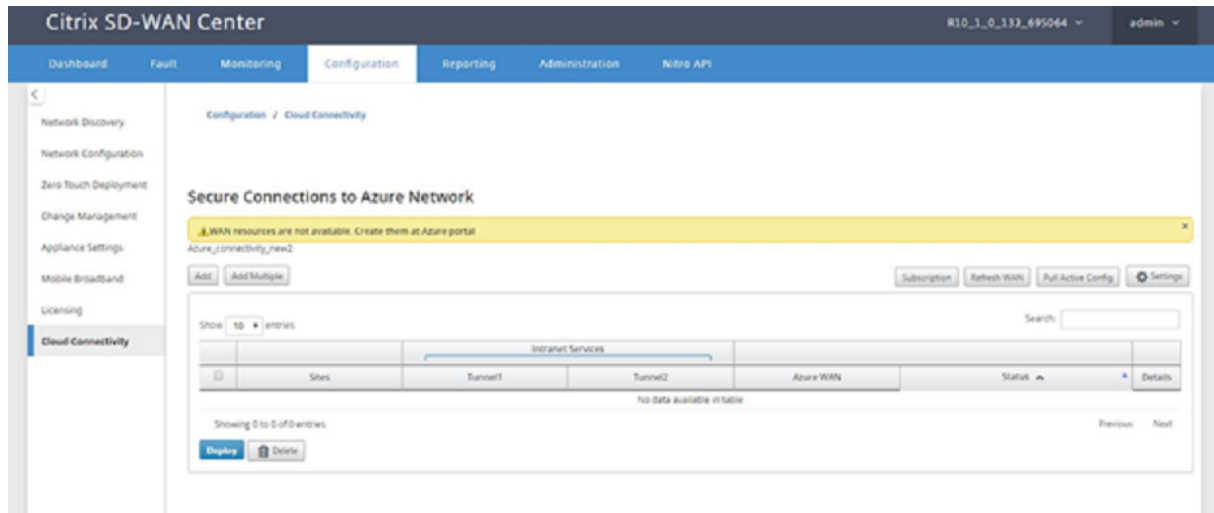 Citrix SD-WAN Center
R10_1_0_132_695064
admin
Dashboard Fault Monitoring Configuration Reporting Administration Nitro API
<
Network Discovery
Network Configuration
Zero Touch Deployment
Change Management
Appliance Settings
Mobile Broadband
Licensing
Cloud Connectivity
Configuration / Cloud Connectivity
Secure Connections to Azure Network
WAN resources are not available. Create them at Azure portal ×
Azure_connectivity_new2
Add Add Multiple Subscription Refresh WAN Pull Active Config Settings
Show 10 entries Search:
Intranet Services
Sites Tunnel1 Tunnel2 Azure WAN Status Details
No data available in table
Showing 0 to 0 of 0 entries Previous Next
Deploy Delete